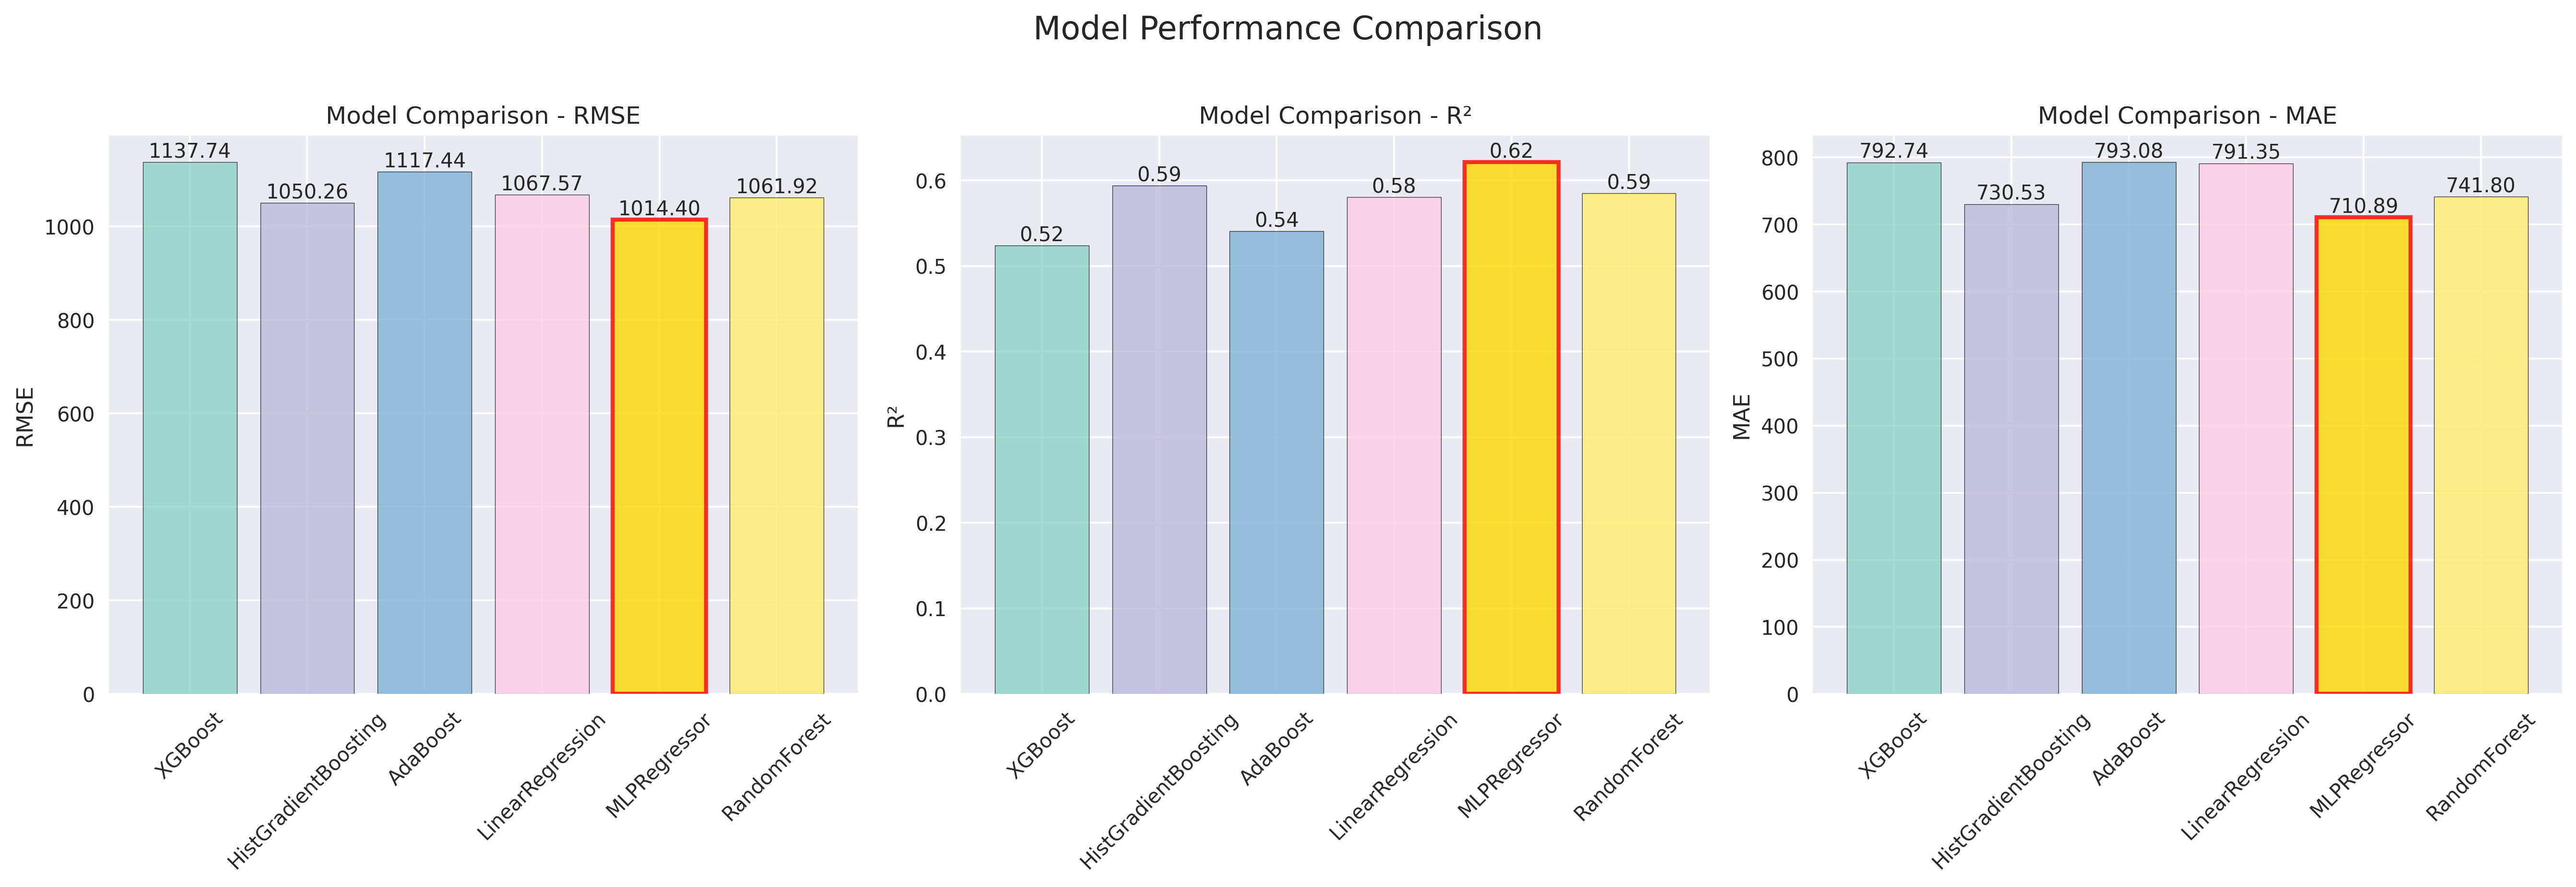 Model Performance Comparison
Model Comparison - RMSE
RMSE
1000
800
600
400
200
0
1137.74
1050.26
1117.44
1067.57
1014.40
1061.92
XGBoost
HistGradientBoosting
AdaBoost
LinearRegression
MLPRegressor
RandomForest
Model Comparison - R²
R²
0.6
0.5
0.4
0.3
0.2
0.1
0.0
0.52
0.59
0.54
0.58
0.62
0.59
XGBoost
HistGradientBoosting
AdaBoost
LinearRegression
MLPRegressor
RandomForest
Model Comparison - MAE
MAE
800
700
600
500
400
300
200
100
0
792.74
730.53
793.08
791.35
710.89
741.80
XGBoost
HistGradientBoosting
AdaBoost
LinearRegression
MLPRegressor
RandomForest